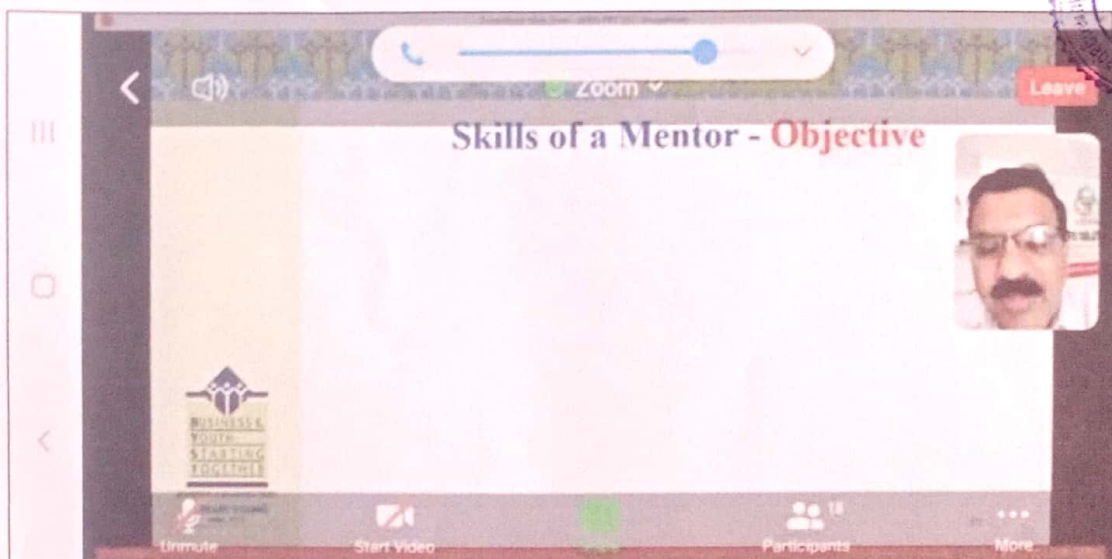 Zoom
Leave
Skills of a Mentor - Objective
BUSINESS &
YOUTH
STARTING
TOGETHER
18
Unmute
Start Video
Participants
More